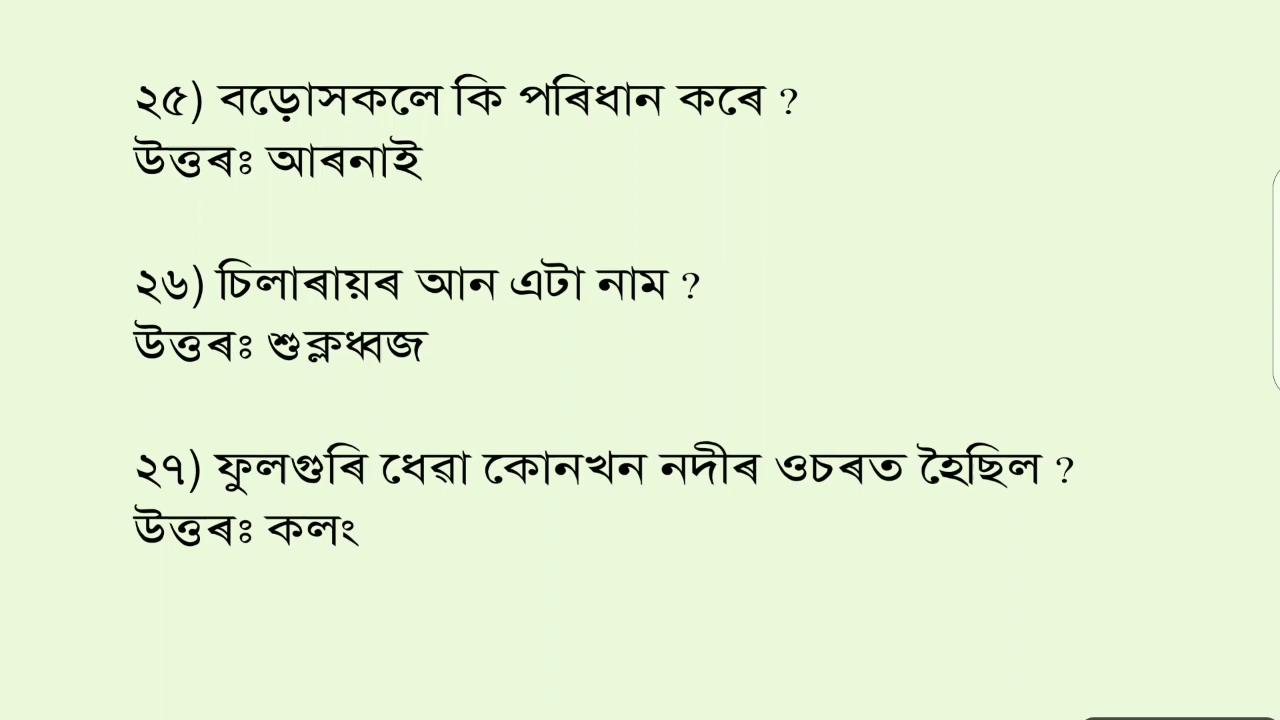 ২৫) বড়োসকলে কি পৰিধান কৰে ?
উত্তৰঃ আৰনাই
২৬) চিলাৰায়ৰ আন এটা নাম ?
উত্তৰঃ শুক্লধ্বজ
২৭) ফুলগুৰি ধেৱা কোনখন নদীৰ ওচৰত হৈছিল ?
উত্তৰঃ কলং